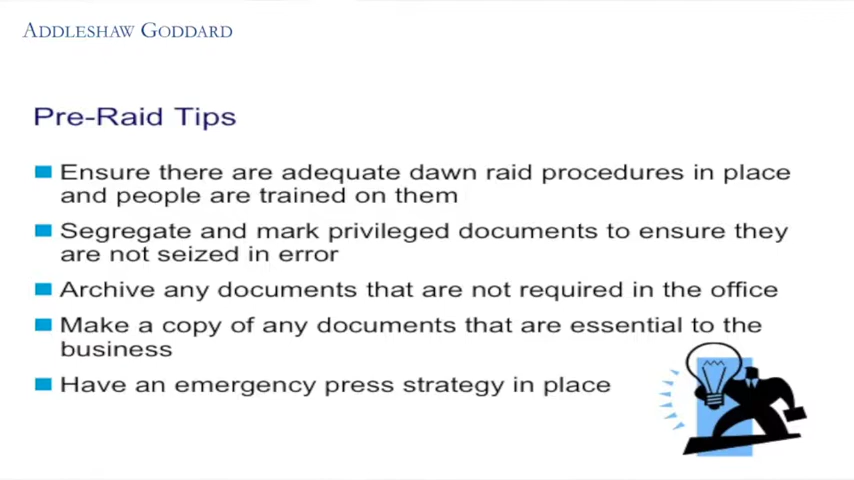 ADDLESHAW GODDARD
Pre-Raid Tips
Ensure there are adequate dawn raid procedures in place
and people are trained on them
Segregate and mark privileged documents to ensure they
are not seized in error
Archive any documents that are not required in the office
Make a copy of any documents that are essential to the
business
Have an emergency press strategy in place